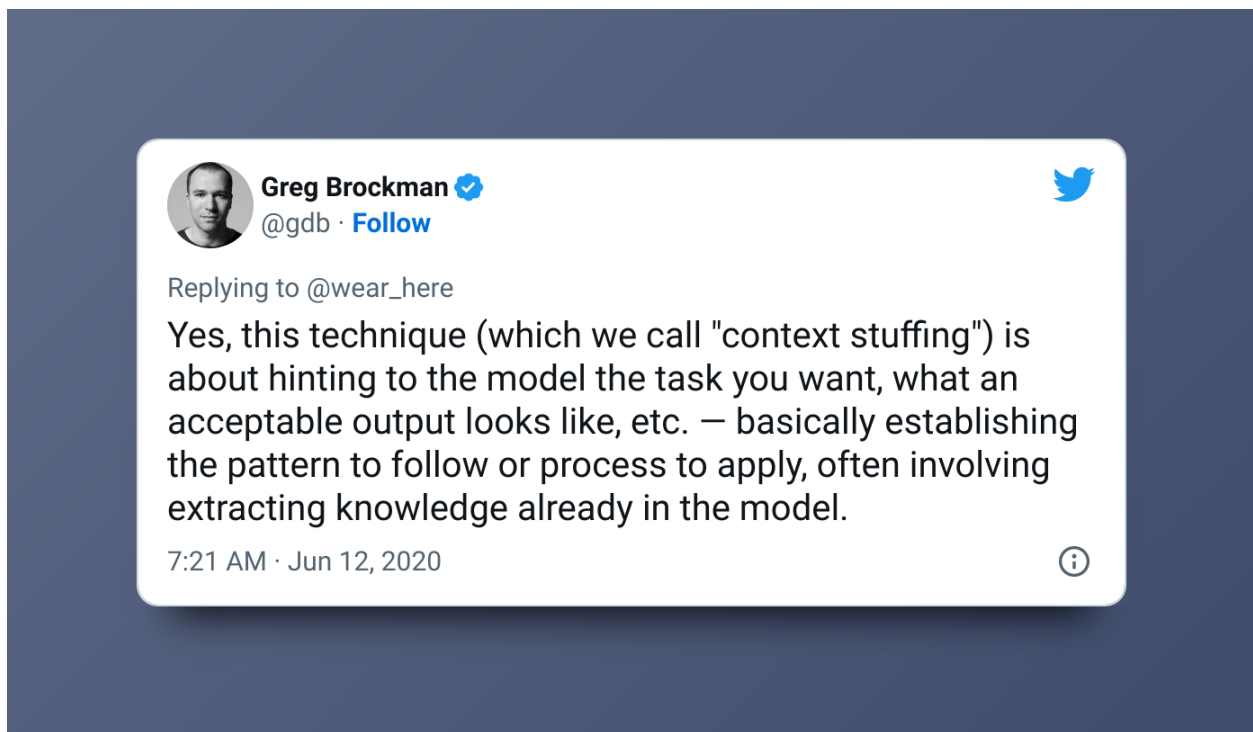 Greg Brockman
@gdb · Follow
Replying to @wear_here
Yes, this technique (which we call "context stuffing") is
about hinting to the model the task you want, what an
acceptable output looks like, etc. — basically establishing
the pattern to follow or process to apply, often involving
extracting knowledge already in the model.
7:21 AM · Jun 12, 2020